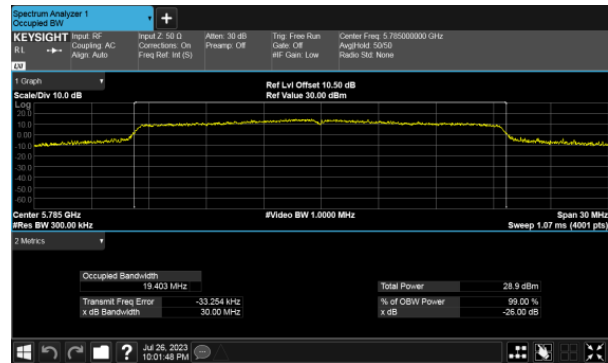 Spectrum Analyzer 1
Occupied BW
+
KEYSIGHT Input: RF Input Z: 50 Ω Atten: 30 dB Trig: Free Run Center Freq: 5.785000000 GHz
RL Coupling: AC Corrections: On Preamp: Off Gate: Off Avg|Hold: 50/50
Align: Auto Freq Ref: Int (S) #IF Gain: Low Radio Std: None
1 Graph
Ref Lvl Offset 10.50 dB
Scale/Div 10.0 dB Ref Value 30.00 dBm
Log
20.0
10.0
0.00
-10.0
-20.0
-30.0
-40.0
-50.0
-60.0
Center 5.785 GHz #Video BW 1.0000 MHz Span 30 MHz
#Res BW 300.00 kHz Sweep 1.07 ms (4001 pts)
2 Metrics
Occupied Bandwidth
19.403 MHz Total Power 28.9 dBm
Transmit Freq Error -33.254 kHz % of OBW Power 99.00 %
x dB Bandwidth 30.00 MHz x dB -26.00 dB
? Jul 26, 2023
10:01:48 PM